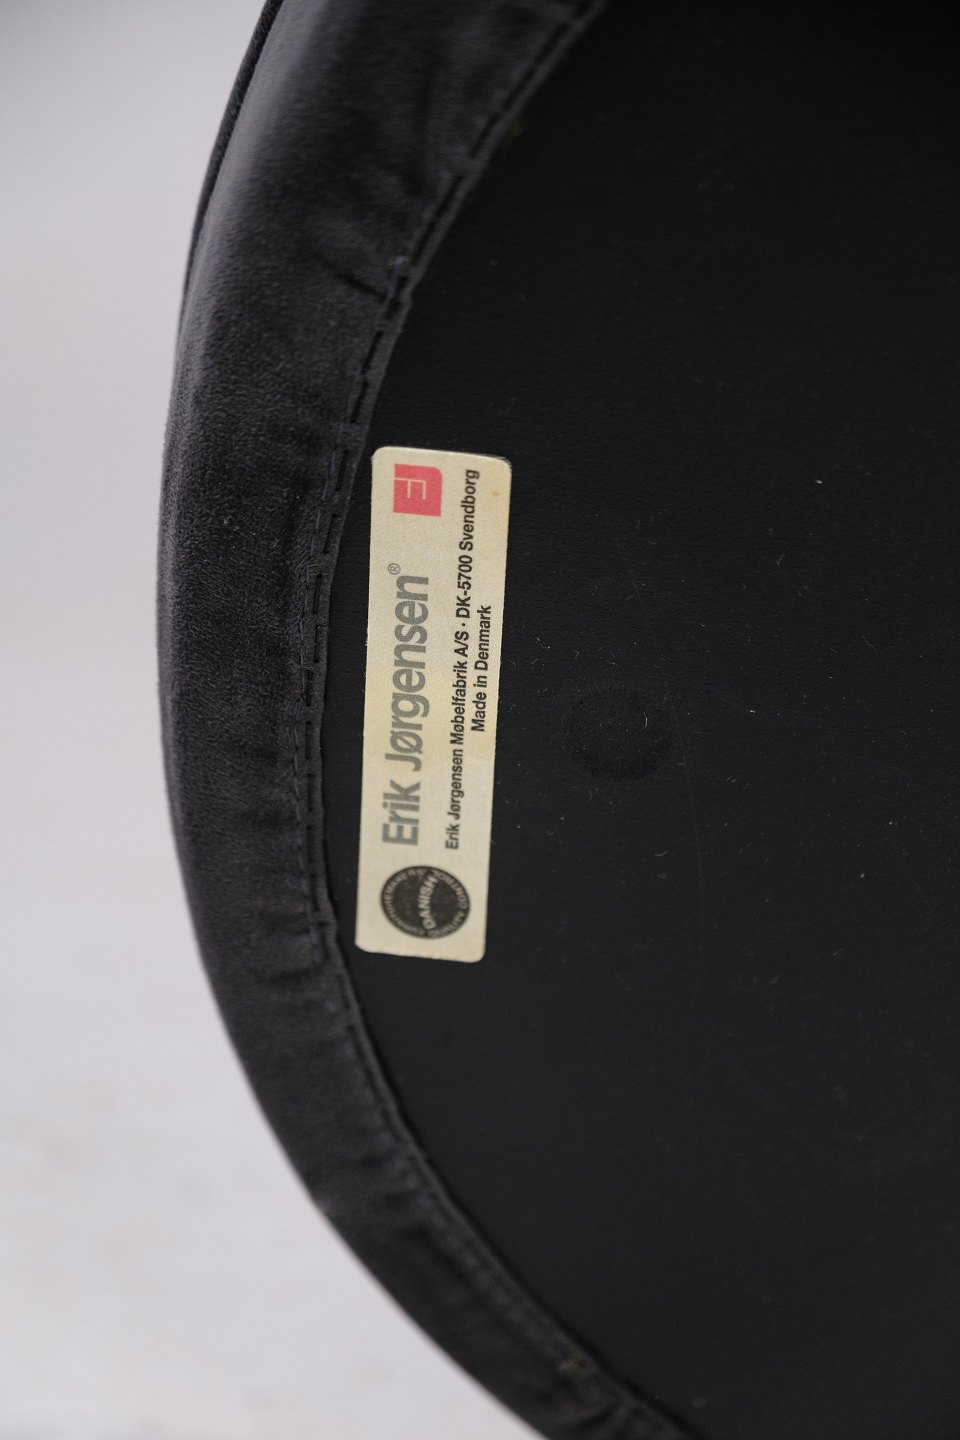 Erik Jørgensen®
Erik Jørgensen Møbelfabrik A/S · DK-5700 Svendborg
Made in Denmark
DANISH